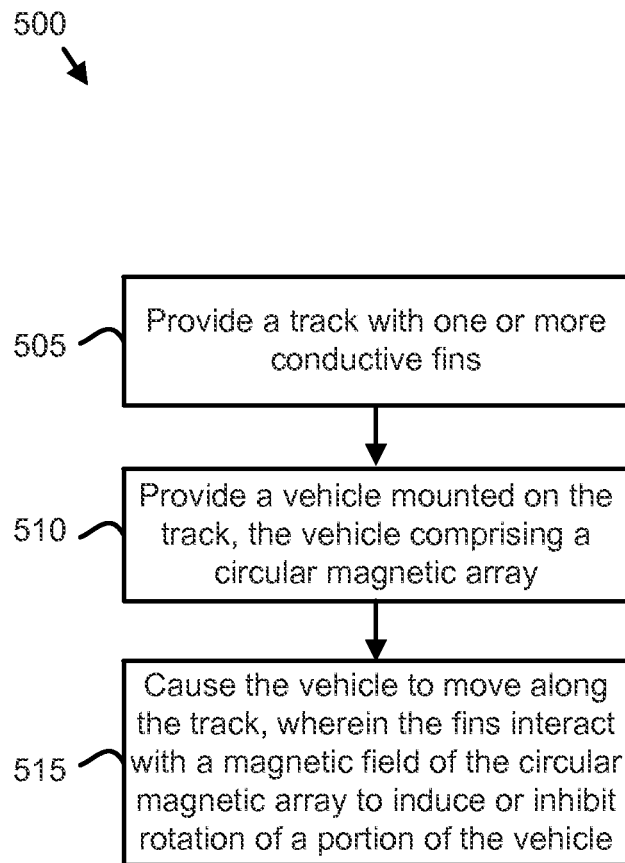 500
505
Provide a track with one or more
conductive fins
510
Provide a vehicle mounted on the
track, the vehicle comprising a
circular magnetic array
515
Cause the vehicle to move along
the track, wherein the fins interact
with a magnetic field of the circular
magnetic array to induce or inhibit
rotation of a portion of the vehicle